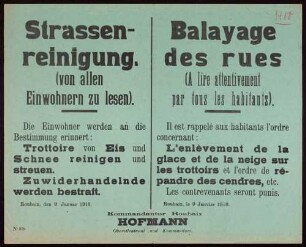 Strassen-
reinigung.
(von allen
Einwohnern zu lesen).
Die Einwohner werden an die
Bestimmung erinnert:
Trottoire von Eis und
Schnee reinigen und
streuen.
Zuwiderhandelnde
werden bestraft.
Roubaix, den 9. Januar 1918.
Balayage
des rues
(A lire attentivement
par tous les habitants).
Il est rappelé aux habitants l'ordre
concernant:
L'enlèvement de la
glace et de la neige sur
les trottoirs et l'ordre de ré-
pandre des cendres, etc.
Les contrevenants seront punis.
Roubaix, le 9 Janvier 1918.
Kommandantur Roubaix
HOFMANN